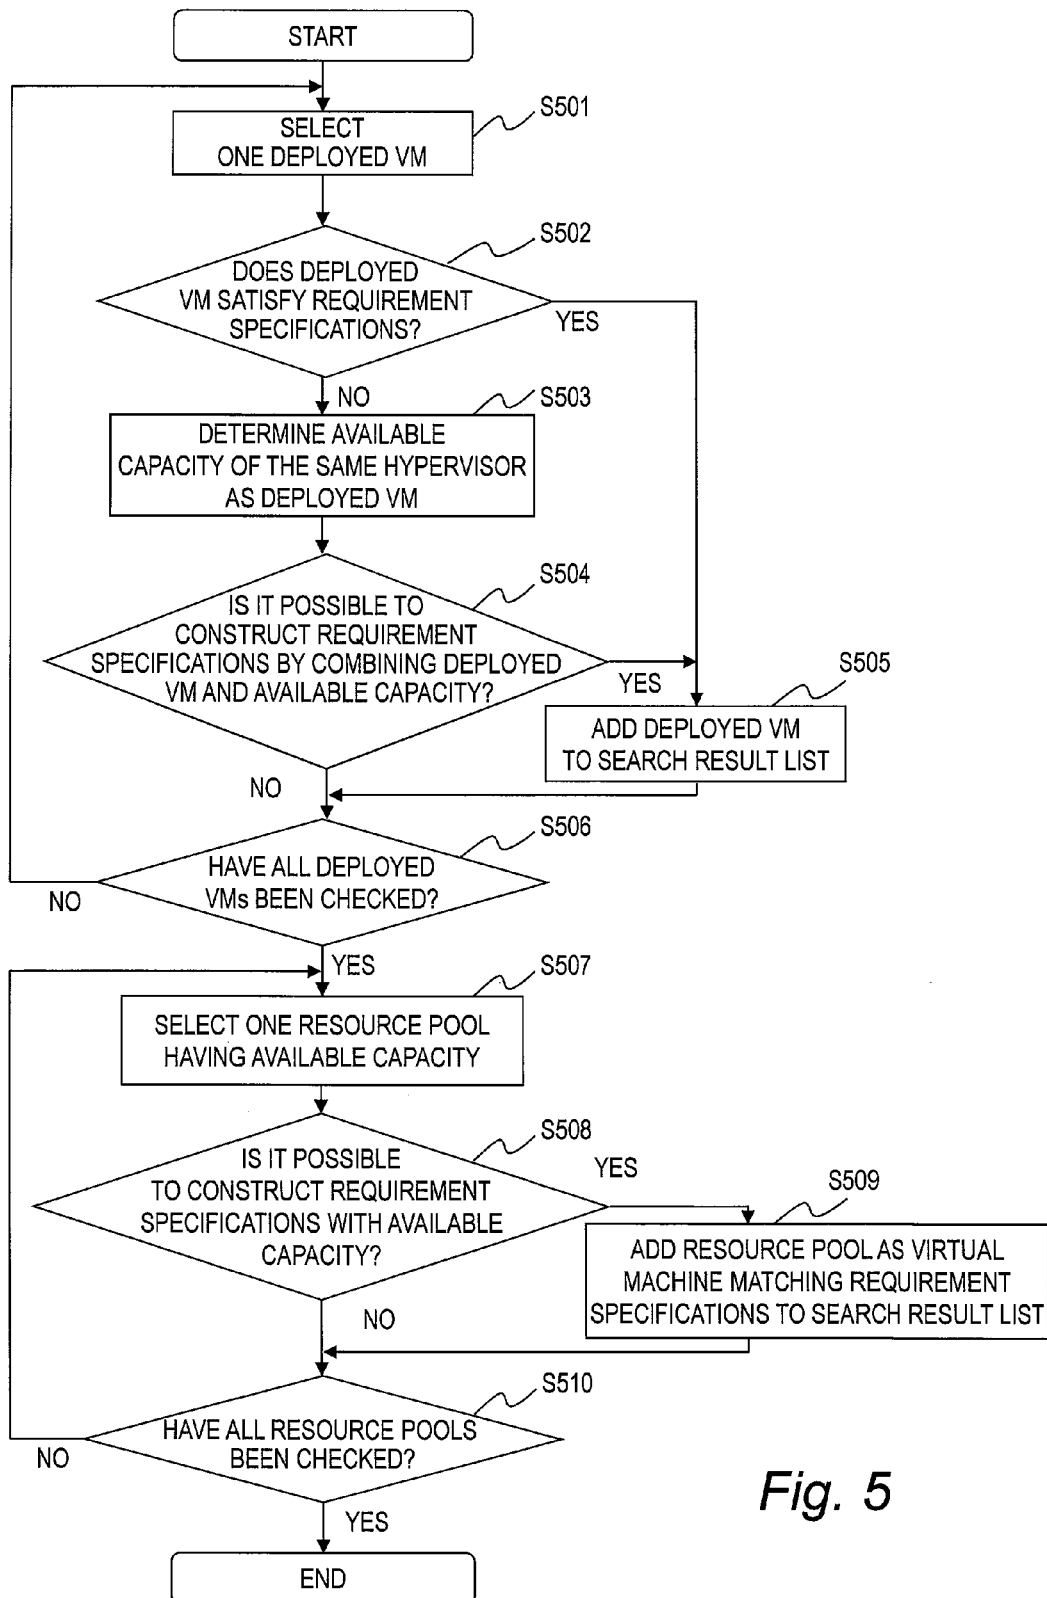 START
S501
SELECT
ONE DEPLOYED VM
S502
DOES DEPLOYED
VM SATISFY REQUIREMENT
SPECIFICATIONS?
YES
NO
S503
DETERMINE AVAILABLE
CAPACITY OF THE SAME HYPERVISOR
AS DEPLOYED VM
S504
IS IT POSSIBLE TO
CONSTRUCT REQUIREMENT
SPECIFICATIONS BY COMBINING DEPLOYED
VM AND AVAILABLE CAPACITY?
YES
S505
ADD DEPLOYED VM
TO SEARCH RESULT LIST
NO
S506
HAVE ALL DEPLOYED
VMs BEEN CHECKED?
NO
YES
S507
SELECT ONE RESOURCE POOL
HAVING AVAILABLE CAPACITY
S508
IS IT POSSIBLE
TO CONSTRUCT REQUIREMENT
SPECIFICATIONS WITH AVAILABLE
CAPACITY?
YES
S509
ADD RESOURCE POOL AS VIRTUAL
MACHINE MATCHING REQUIREMENT
SPECIFICATIONS TO SEARCH RESULT LIST
NO
S510
HAVE ALL RESOURCE POOLS
BEEN CHECKED?
NO
YES
END
Fig. 5